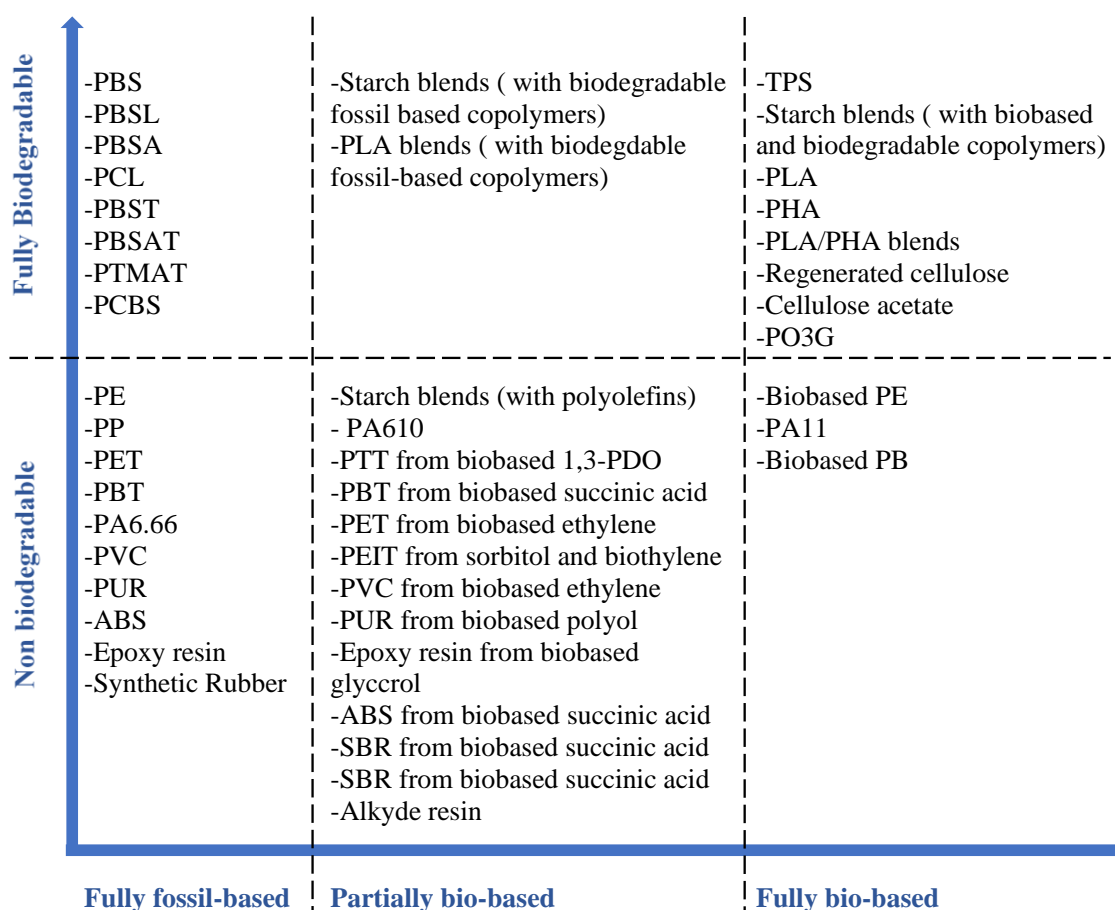 Fully Biodegradable
-PBS
-PBSL
-PBSA
-PCL
-PBST
-PBSAT
-PTMAT
-PCBS
-Starch blends ( with biodegradable
fossil based copolymers)
-PLA blends ( with biodegdable
fossil-based copolymers)
-TPS
-Starch blends ( with biobased
and biodegradable copolymers)
-PLA
-PHA
-PLA/PHA blends
-Regenerated cellulose
-Cellulose acetate
-PO3G
Non biodegradable
-PE
-PP
-PET
-PBT
-PA6.66
-PVC
-PUR
-ABS
-Epoxy resin
-Synthetic Rubber
-Starch blends (with polyolefins)
- PA610
-PTT from biobased 1,3-PDO
-PBT from biobased succinic acid
-PET from biobased ethylene
-PEIT from sorbitol and biothylene
-PVC from biobased ethylene
-PUR from biobased polyol
-Epoxy resin from biobased
glyccrol
-ABS from biobased succinic acid
-SBR from biobased succinic acid
-SBR from biobased succinic acid
-Alkyde resin
-Biobased PE
-PA11
-Biobased PB
Fully fossil-based
Partially bio-based
Fully bio-based